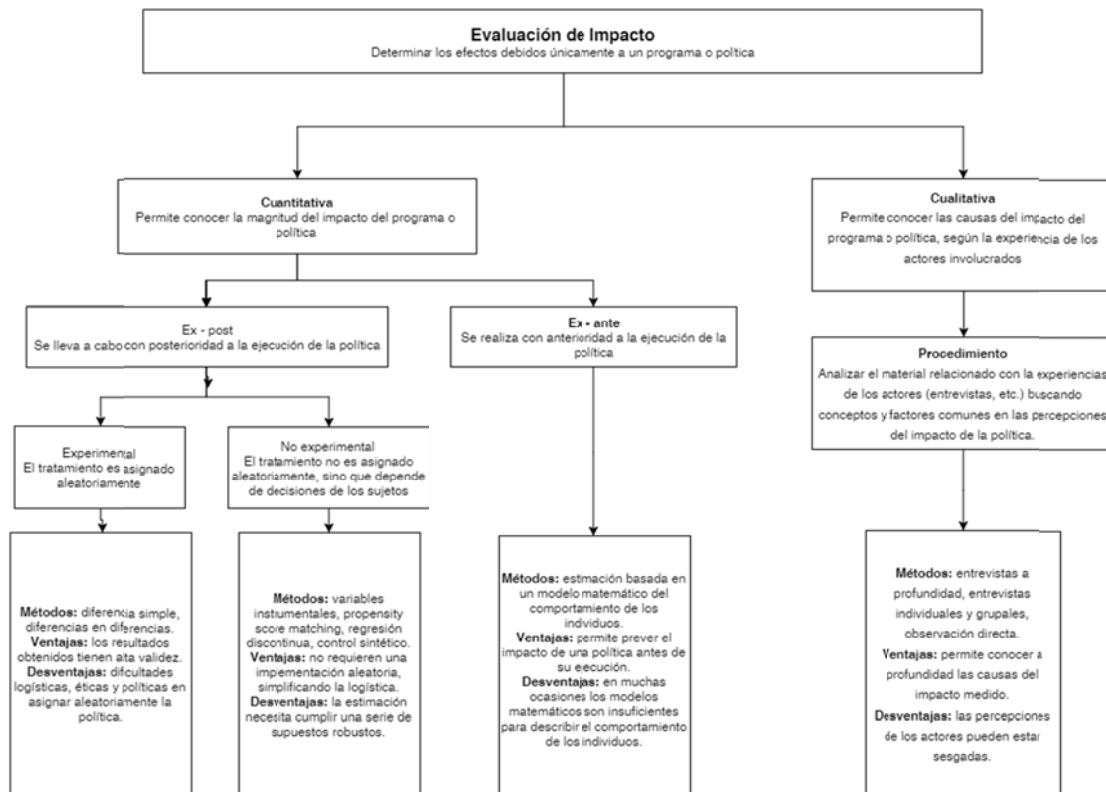 Evaluación de Impacto
Determinar los efectos debidos únicamente a un programa o política
Cuantitativa
Permite conocer la magnitud del impacto del programa o
política
Cualitativa
Permite conocer las causas del impacto del
programa o política, según la experiencia de los
actores involucrados
Ex - post
Se lleva a cabo con posterioridad a la ejecución de la política
Ex - ante
Se realiza con anterioridad a la ejecución de la
política
Procedimiento
Analizar el material relacionado con la experiencias
de los actores (entrevistas, etc.) buscando
conceptos y factores comunes en las percepciones
del impacto de la política.
Experimental
El tratamiento es asignado
aleatoriamente
No experimental
El tratamiento no es asignado
aleatoriamente, sino que depende
de decisiones de los sujetos
Métodos: diferencia simple,
diferencias en diferencias.
Ventajas: los resultados
obtenidos tienen alta validez.
Desventajas: dificultades
logísticas, éticas y políticas en
asignar aleatoriamente la
política.
Métodos: variables
instrumentales, propensity
score matching, regresión
discontinua, control sintético.
Ventajas: no requieren una
implementación aleatoria,
simplificando la logística.
Desventajas: la estimación
necesita cumplir una serie de
supuestos robustos.
Métodos: estimación basada en
un modelo matemático del
comportamiento de los
individuos.
Ventajas: permite prever el
impacto de una política antes de
su ejecución.
Desventajas: en muchas
ocasiones los modelos
matemáticos son insuficientes
para describir el comportamiento
de los individuos.
Métodos: entrevistas a
profundidad, entrevistas
individuales y grupales,
observación directa.
Ventajas: permite conocer a
profundidad las causas del
impacto medido.
Desventajas: las percepciones
de los actores pueden estar
sesgadas.